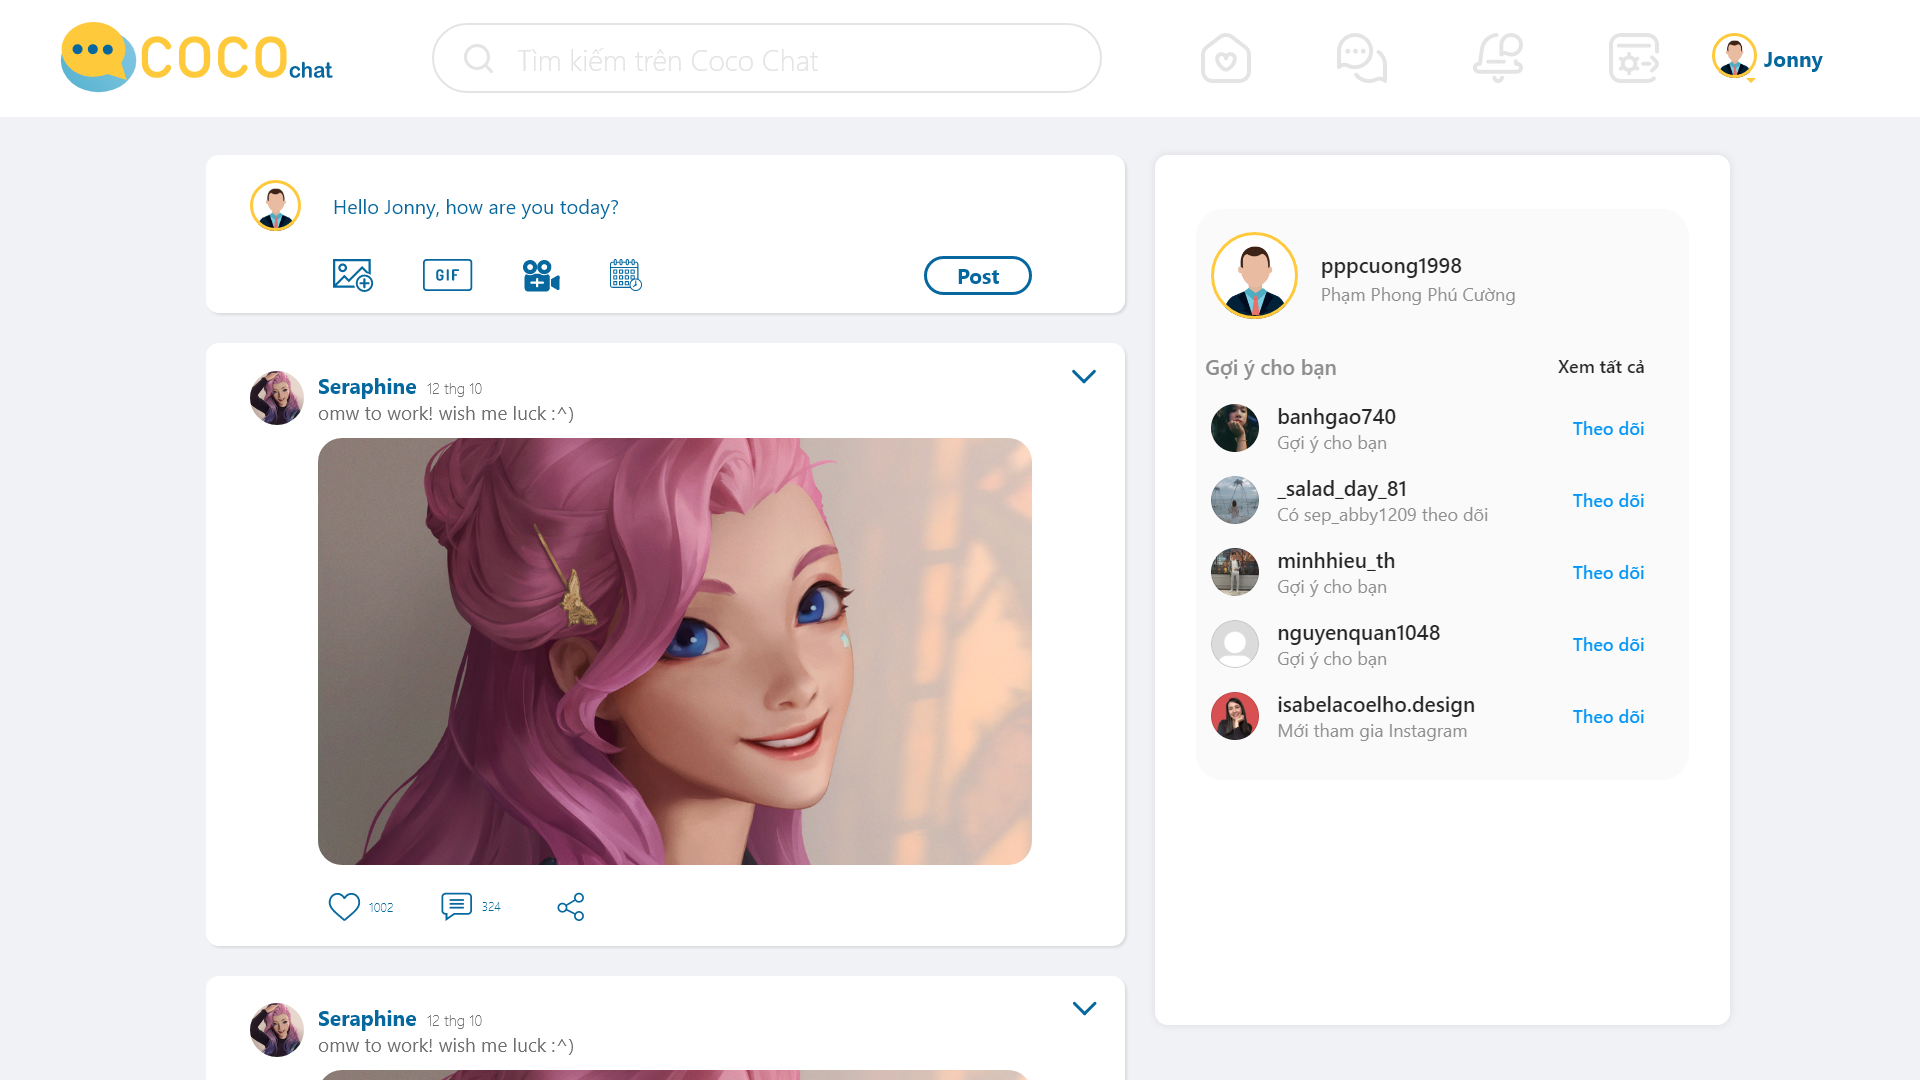 COCO chat
Tìm kiếm trên Coco Chat
Jonny
Hello Jonny, how are you today?
GIF
Post
Seraphine 12 thg 10
omw to work! wish me luck :^)
1002
324
Seraphine 12 thg 10
omw to work! wish me luck :^)
pppcuong1998
Phạm Phong Phú Cường
Gợi ý cho bạn
Xem tất cả
banhgao740
Gợi ý cho bạn
Theo dõi
_salad_day_81
Có sep_abby1209 theo dõi
Theo dõi
minhhieu_th
Gợi ý cho bạn
Theo dõi
nguyenquan1048
Gợi ý cho bạn
Theo dõi
isabelacoelho.design
Mới tham gia Instagram
Theo dõi